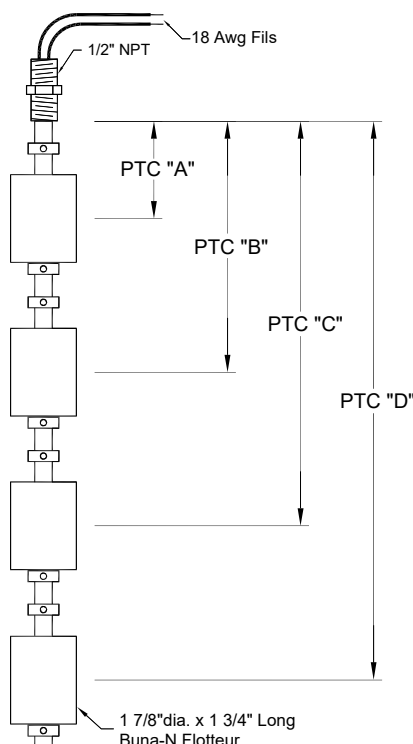 18 Awg Fils
1/2" NPT
PTC "A"
PTC "B"
PTC "C"
PTC "D"
1 7/8"dia. x 1 3/4" Long
Buna-N Flotteur